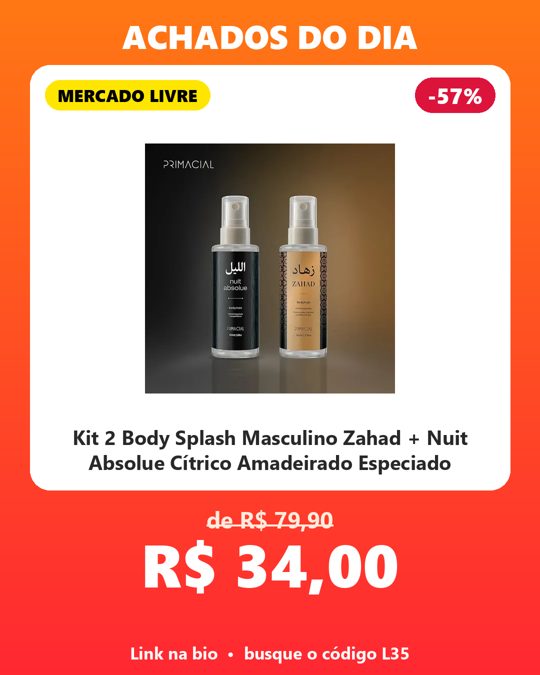 ACHADOS DO DIA
MERCADO LIVRE
-57%
PRIMACIAL
الليل
nuit
absolue
زهاد
ZAHAD
PRIMACIAL
Kit 2 Body Splash Masculino Zahad + Nuit
Absolue Cítrico Amadeirado Especiado
de R$ 79,90
R$ 34,00
Link na bio • busque o código L35